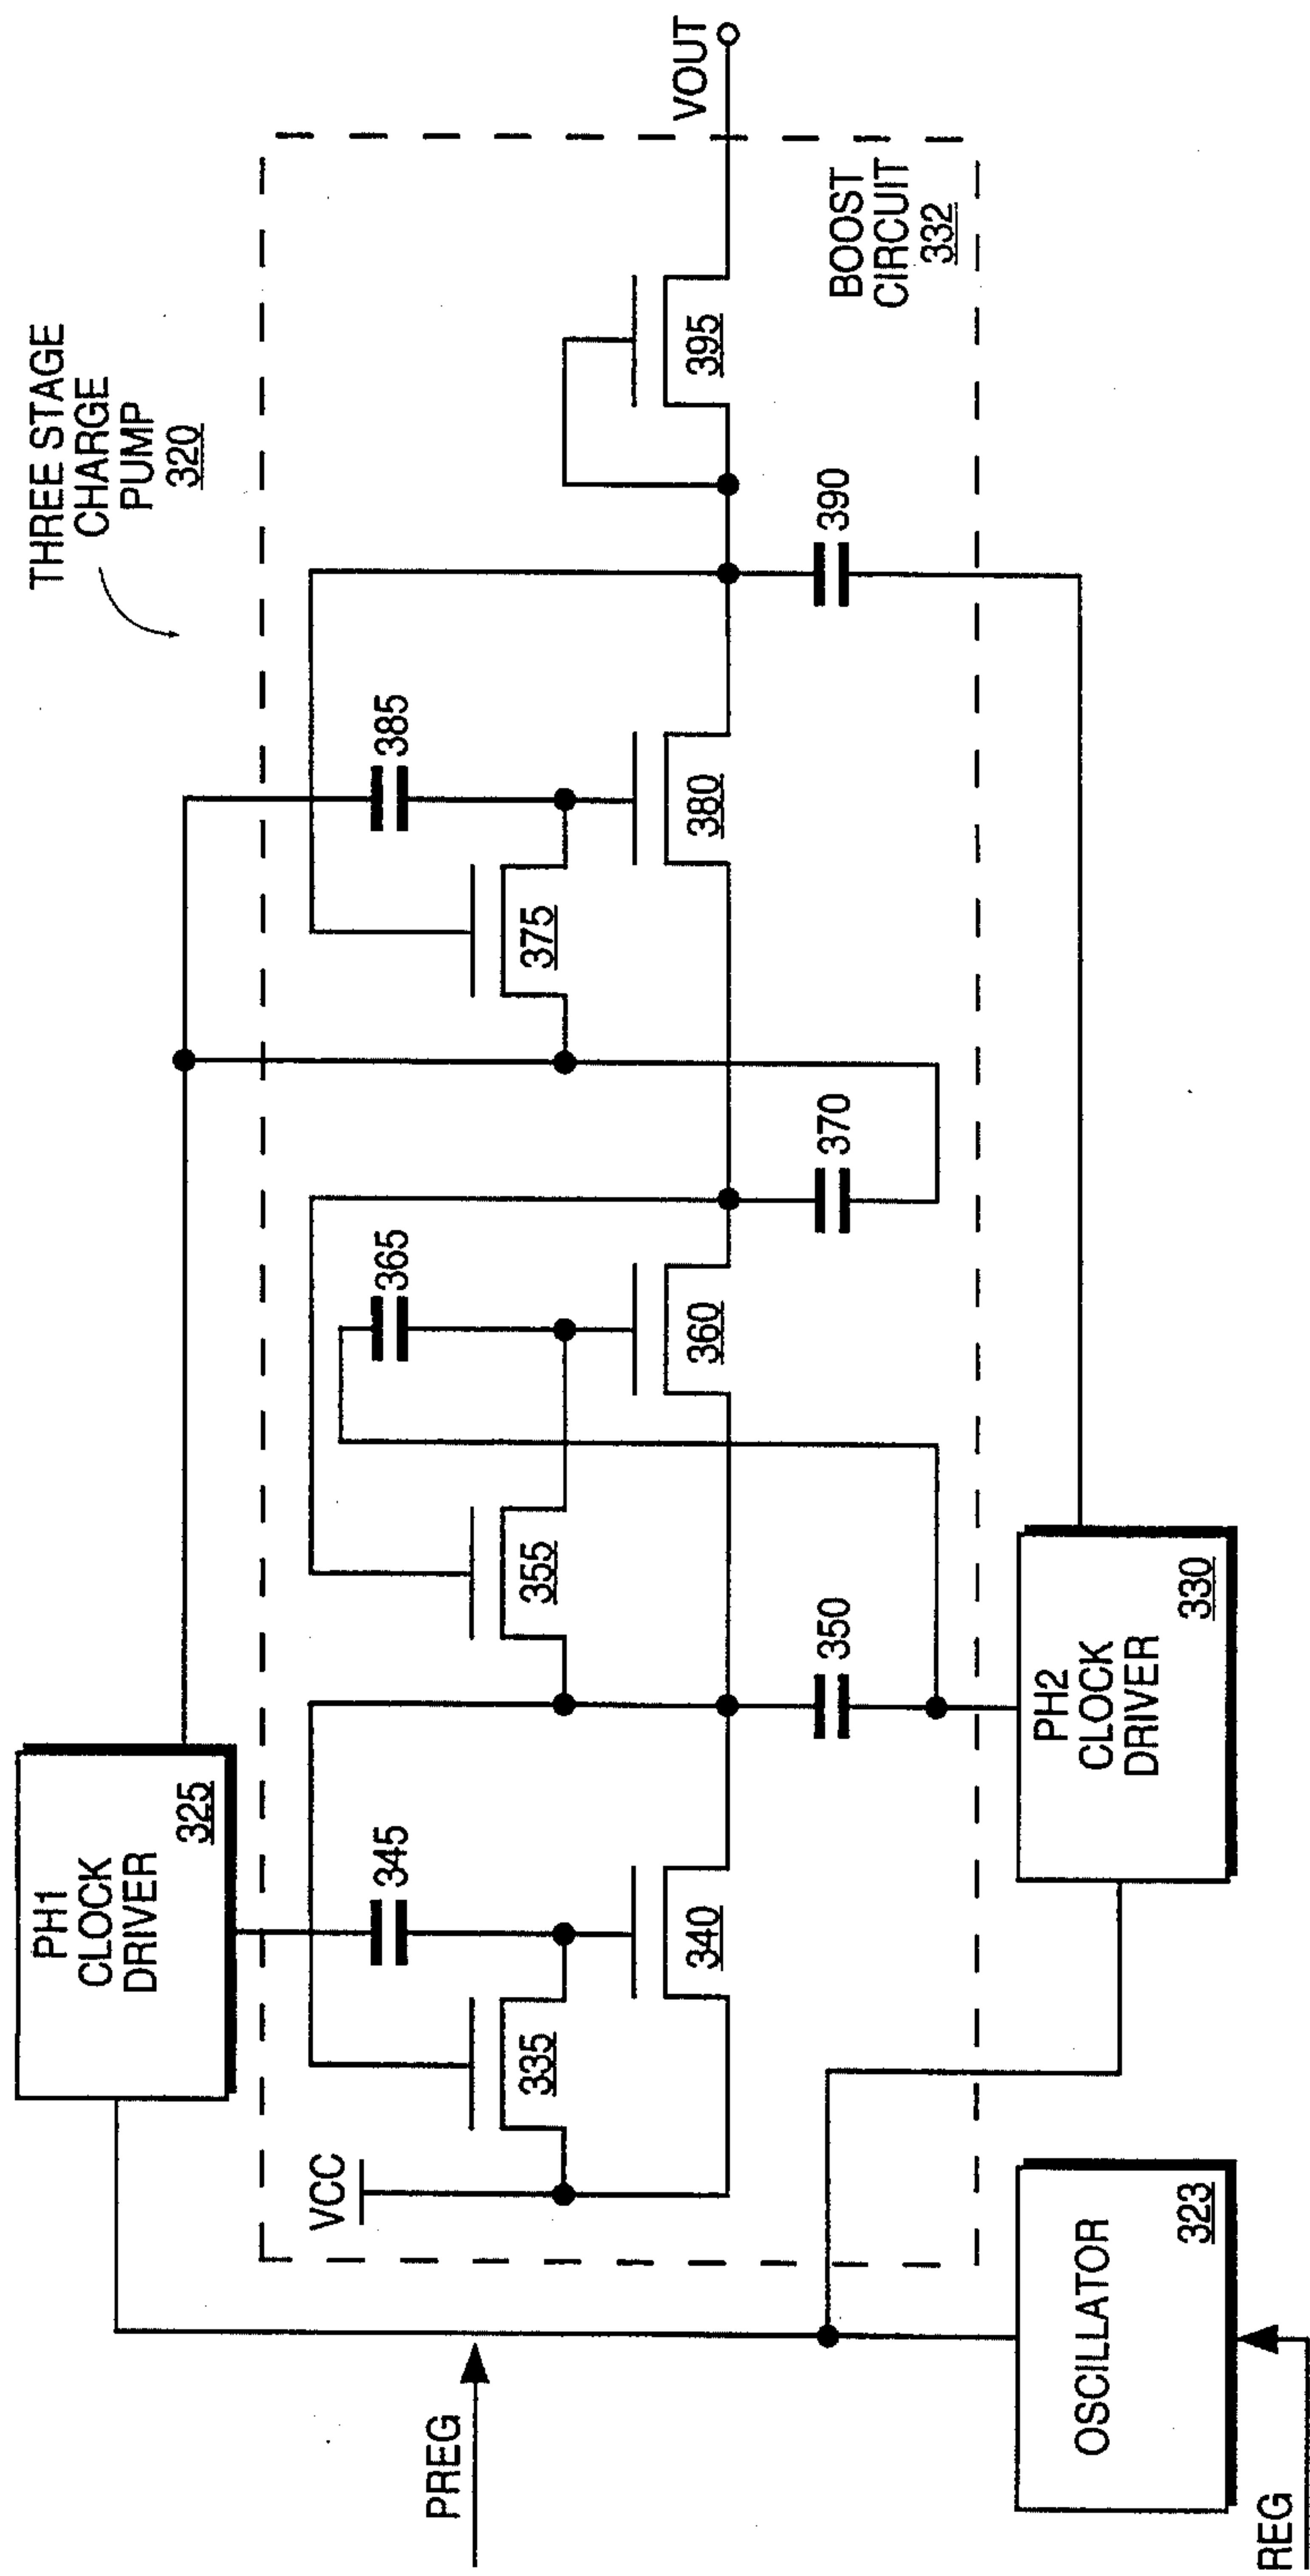 THREE STAGE
CHARGE
PUMP
320
PH1
CLOCK
DRIVER
325
VCC
335
345
340
355
365
360
375
385
380
395
VOUT
350
370
390
BOOST
CIRCUIT
332
PREG
OSCILLATOR
323
REG
PH2
CLOCK
DRIVER
330